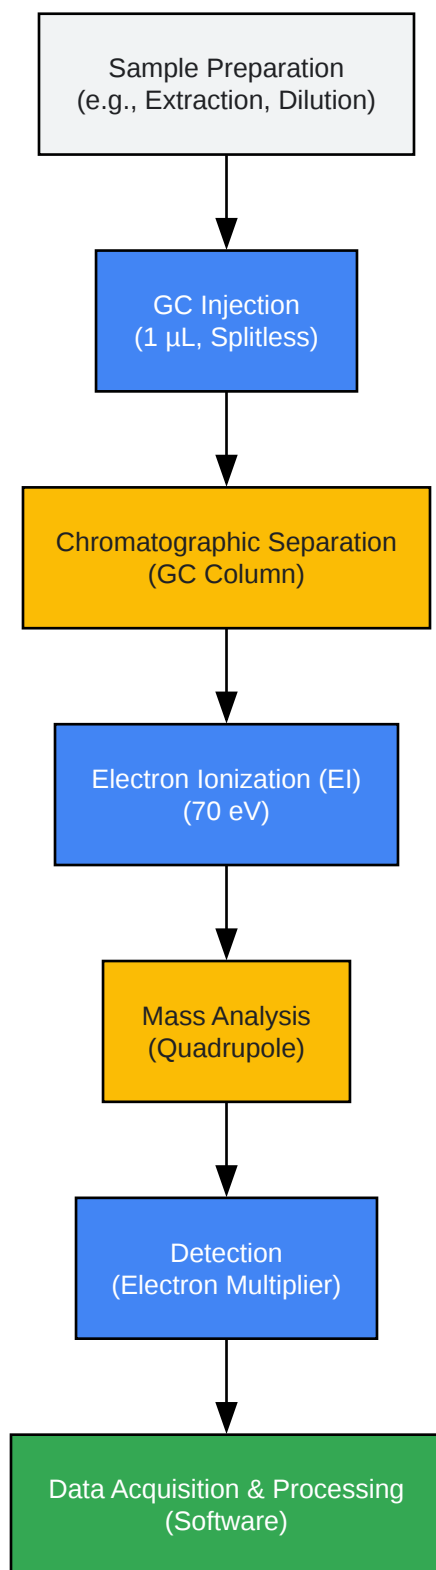 Sample Preparation
(e.g., Extraction, Dilution)
GC Injection
(1 µL, Splitless)
Chromatographic Separation
(GC Column)
Electron Ionization (EI)
(70 eV)
Mass Analysis
(Quadrupole)
Detection
(Electron Multiplier)
Data Acquisition & Processing
(Software)